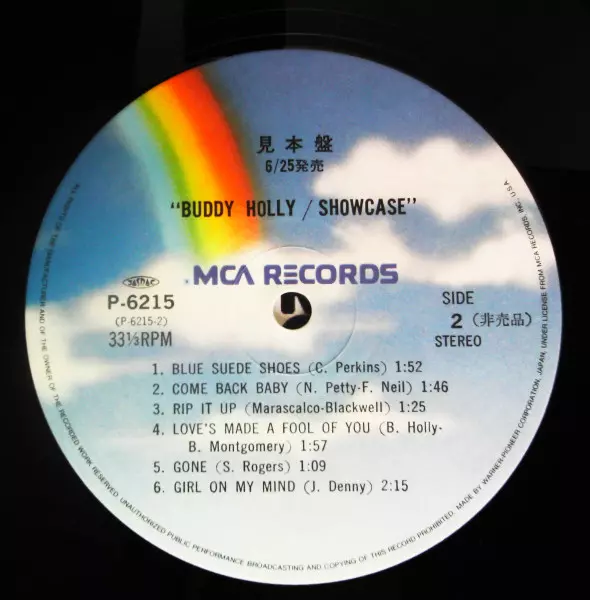 見本盤
6/25発売
"BUDDY HOLLY / SHOWCASE"
MCA RECORDS
JASRAC
P-6215
(P-6215-2)
33⅓RPM
SIDE
2 (非売品)
STEREO
1. BLUE SUEDE SHOES (C. Perkins) 1:52
2. COME BACK BABY (N. Petty-F. Neil) 1:46
3. RIP IT UP (Marascalco-Blackwell) 1:25
4. LOVE'S MADE A FOOL OF YOU (B. Holly-
B. Montgomery) 1:57
5. GONE (S. Rogers) 1:09
6. GIRL ON MY MIND (J. Denny) 2:15
ALL RIGHTS OF THE MANUFACTURER AND OF THE OWNER OF THE RECORDED WORK RESERVED UNAUTHORIZED PUBLIC PERFORMANCE BROADCASTING AND COPYING OF THIS RECORD PROHIBITED. MADE BY WARNER-PIONEER CORPORATION, JAPAN, UNDER LICENSE FROM MCA RECORDS INC., U.S.A.